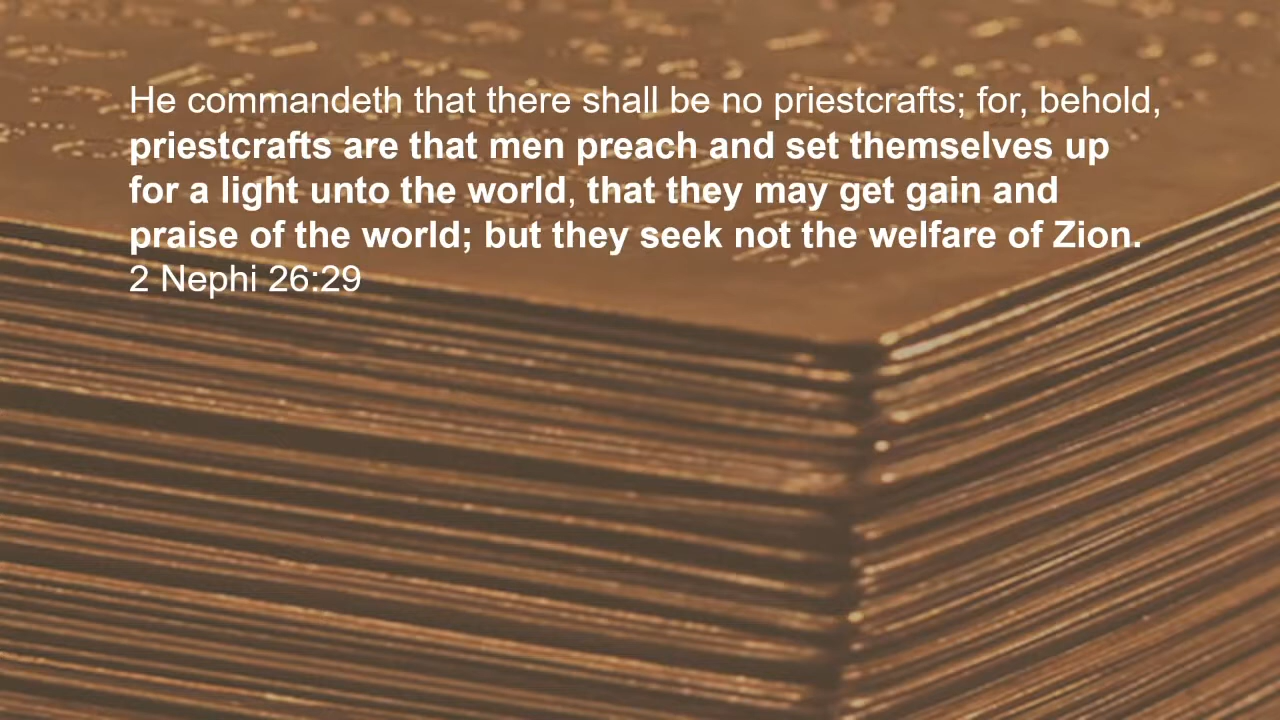 He commandeth that there shall be no priestcrafts; for, behold,
priestcrafts are that men preach and set themselves up
for a light unto the world, that they may get gain and
praise of the world; but they seek not the welfare of Zion.
2 Nephi 26:29